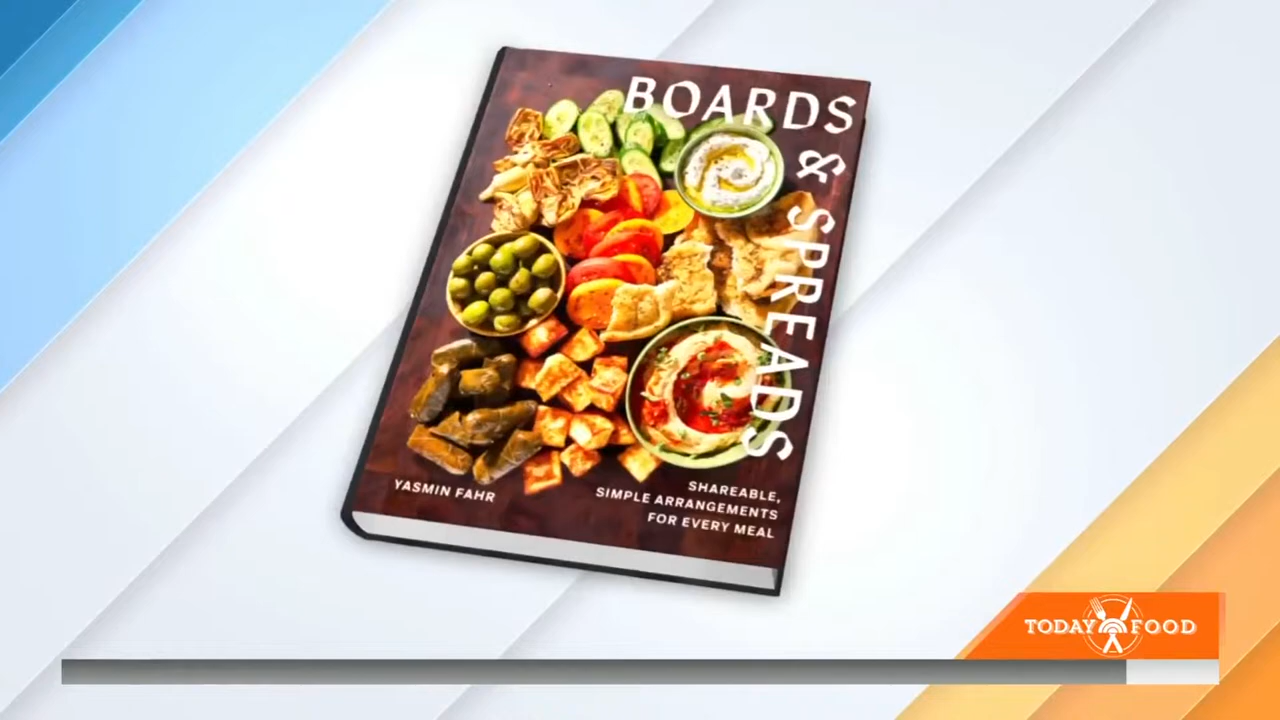 BOARDS
& SPREADS
YASMIN FAHR
SHAREABLE,
SIMPLE ARRANGEMENTS
FOR EVERY MEAL
TODAY FOOD